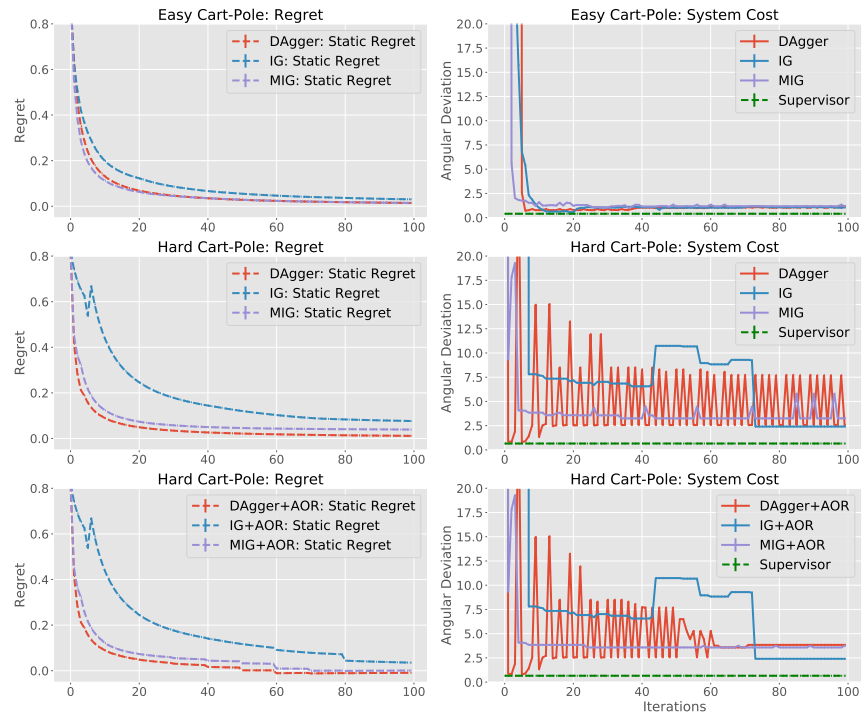 Easy Cart-Pole: Regret
0.8
0.6
0.4
0.2
0.0
Regret
DAgger: Static Regret
IG: Static Regret
MIG: Static Regret
0 20 40 60 80 100
Easy Cart-Pole: System Cost
20.0
17.5
15.0
12.5
10.0
7.5
5.0
2.5
0.0
Angular Deviation
DAgger
IG
MIG
Supervisor
0 20 40 60 80 100
Hard Cart-Pole: Regret
0.8
0.6
0.4
0.2
0.0
Regret
DAgger: Static Regret
IG: Static Regret
MIG: Static Regret
0 20 40 60 80 100
Hard Cart-Pole: System Cost
20.0
17.5
15.0
12.5
10.0
7.5
5.0
2.5
0.0
Angular Deviation
DAgger
IG
MIG
Supervisor
0 20 40 60 80 100
Hard Cart-Pole: Regret
0.8
0.6
0.4
0.2
0.0
Regret
DAgger+AOR: Static Regret
IG+AOR: Static Regret
MIG+AOR: Static Regret
0 20 40 60 80 100
Hard Cart-Pole: System Cost
20.0
17.5
15.0
12.5
10.0
7.5
5.0
2.5
0.0
Angular Deviation
DAgger+AOR
IG+AOR
MIG+AOR
Supervisor
0 20 40 60 80 100
Iterations